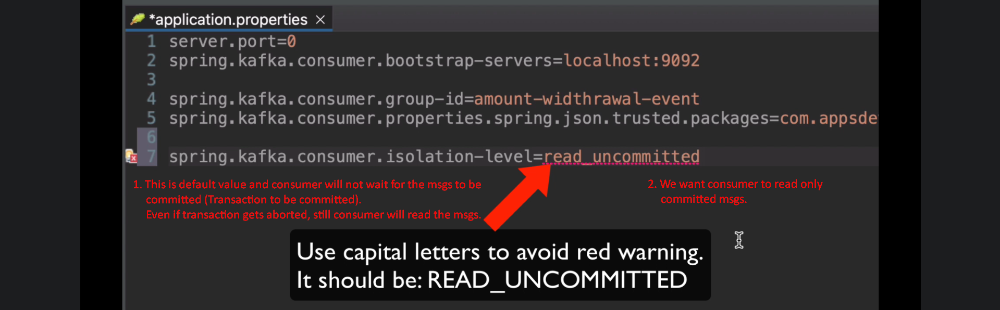 *application.properties
1 server.port=0
2 spring.kafka.consumer.bootstrap-servers=localhost:9092
3
4 spring.kafka.consumer.group-id=amount-widthrawal-event
5 spring.kafka.consumer.properties.spring.json.trusted.packages=com.appsde
6
7 spring.kafka.consumer.isolation-level=read_uncommitted
1. This is default value and consumer will not wait for the msgs to be
committed (Transaction to be committed).
Even if transaction gets aborted, still consumer will read the msgs.
2. We want consumer to read only
committed msgs.
Use capital letters to avoid red warning.
It should be: READ_UNCOMMITTED